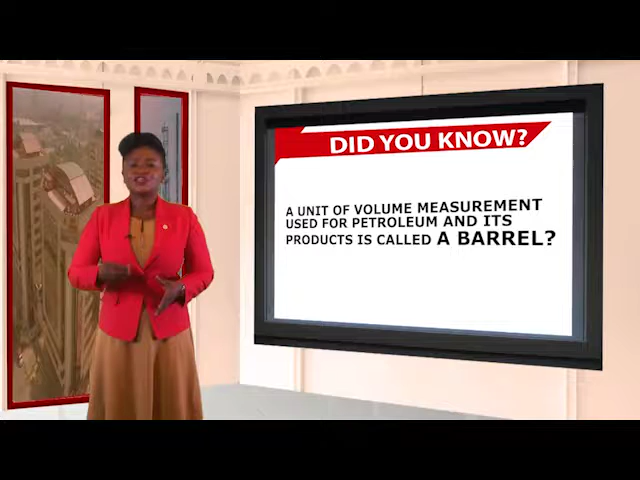 DID YOU KNOW?
A UNIT OF VOLUME MEASUREMENT
USED FOR PETROLEUM AND ITS
PRODUCTS IS CALLED A BARREL?